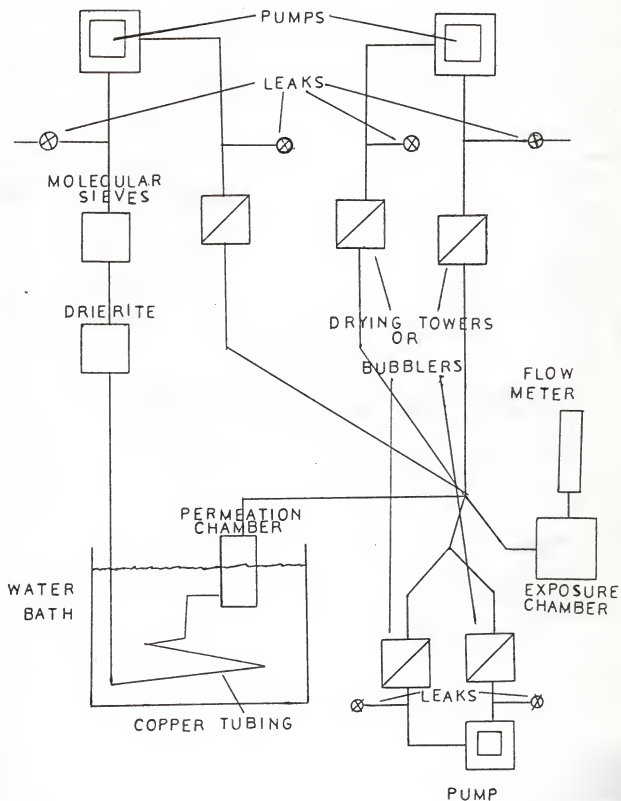 PUMPS
LEAKS
MOLECULAR
SIEVES
DRIERITE
DRYING TOWERS
OR
BUBBLERS
FLOW
METER
PERMEATION
CHAMBER
WATER
BATH
EXPOSURE
CHAMBER
LEAKS
COPPER TUBING
PUMP